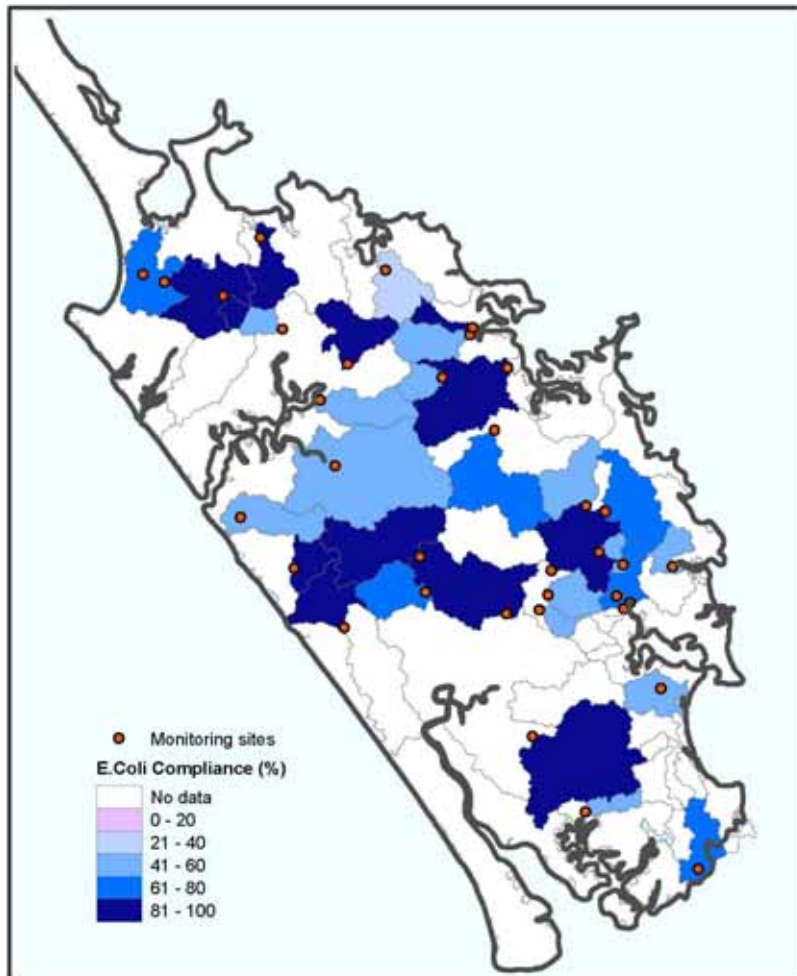 Monitoring sites
E.Coli Compliance (%)
No data
0 - 20
21 - 40
41 - 60
61 - 80
81 - 100